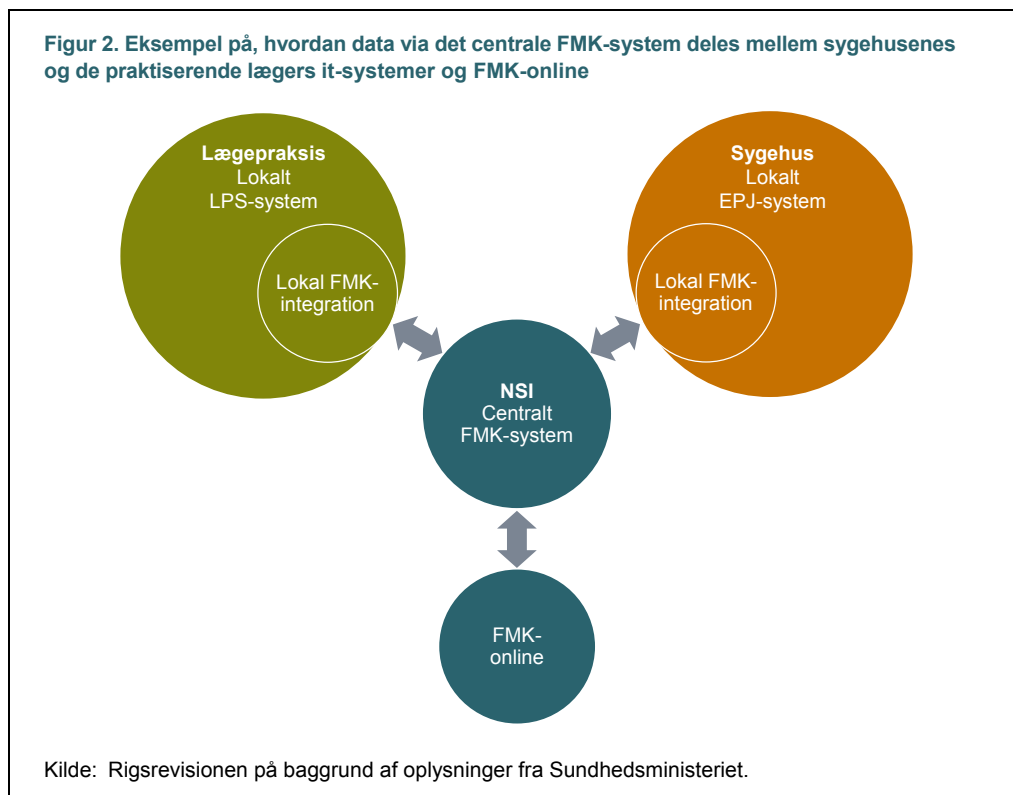 Figur 2. Eksempel på, hvordan data via det centrale FMK-system deles mellem sygehusenes
og de praktiserende lægers it-systemer og FMK-online
Lægepraksis
Lokalt
LPS-system
Lokal FMK-
integration
Sygehus
Lokalt
EPJ-system
Lokal FMK-
integration
NSI
Centralt
FMK-system
FMK-
online
Kilde: Rigsrevisionen på baggrund af oplysninger fra Sundhedsministeriet.